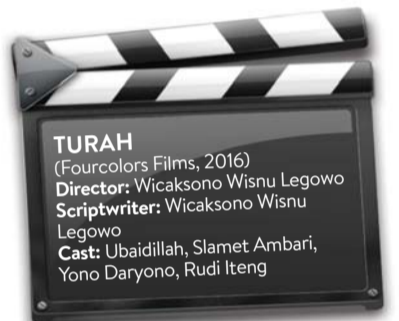 TURAH
(Fourcolors Films, 2016)
Director: Wicaksono Wisnu Legowo
Scriptwriter: Wicaksono Wisnu
Legowo
Cast: Ubaidillah, Slamet Ambari,
Yono Daryono, Rudi Iteng